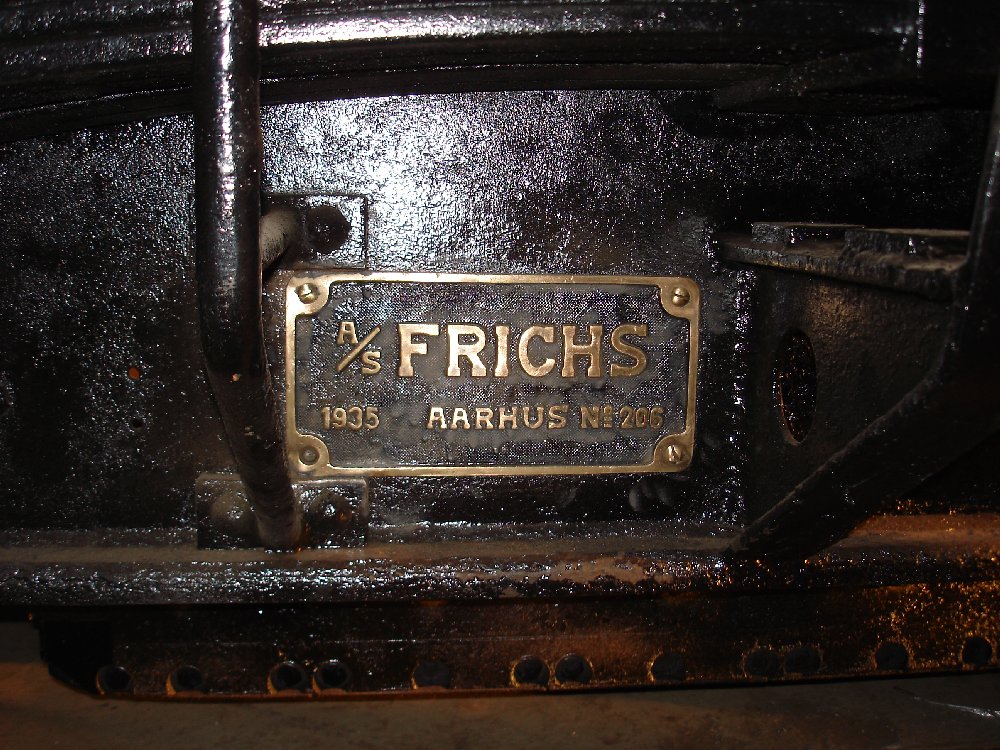 A/S FRICHS
1935 AARHUS No 206